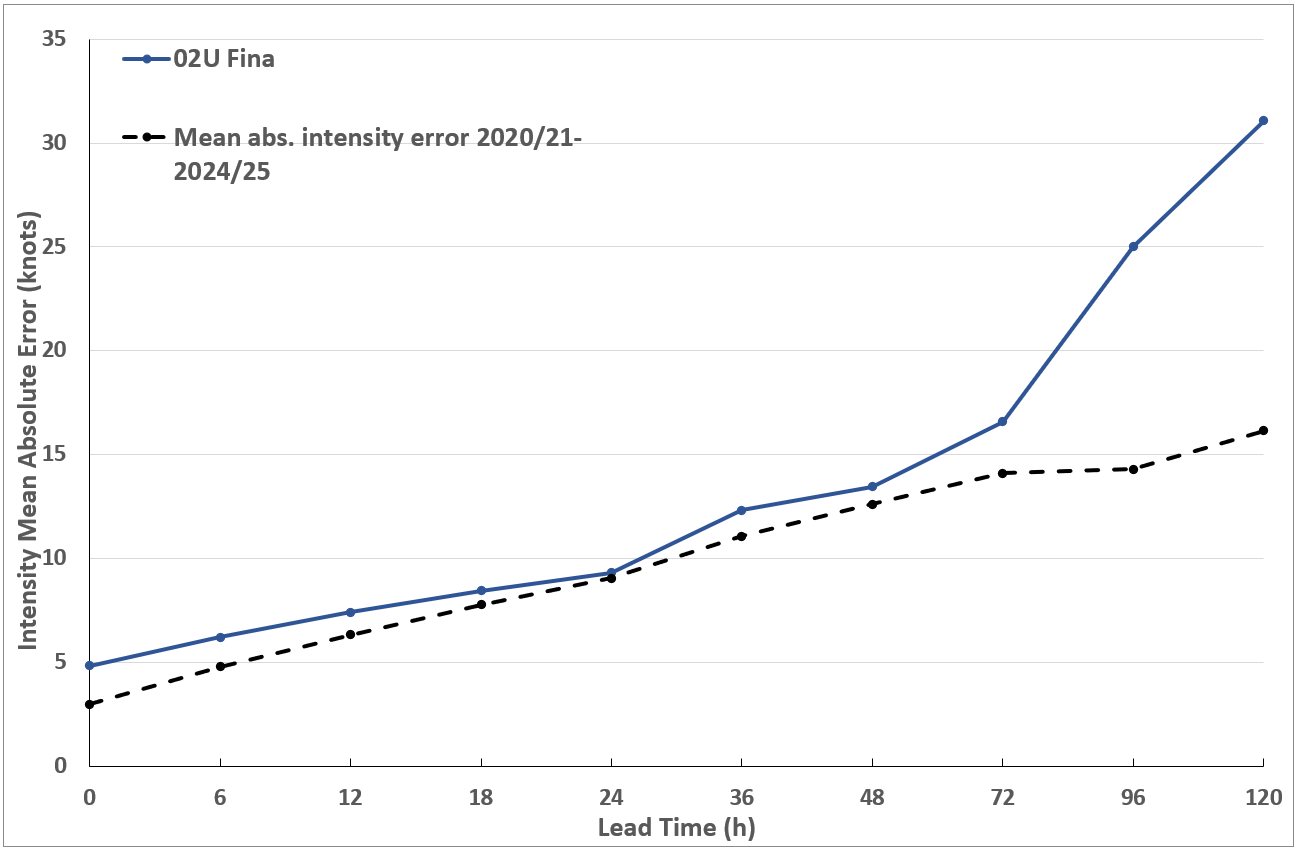 35
30
25
20
15
10
5
0
Intensity Mean Absolute Error (knots)
02U Fina
Mean abs. intensity error 2020/21-
2024/25
0 6 12 18 24 36 48 72 96 120
Lead Time (h)